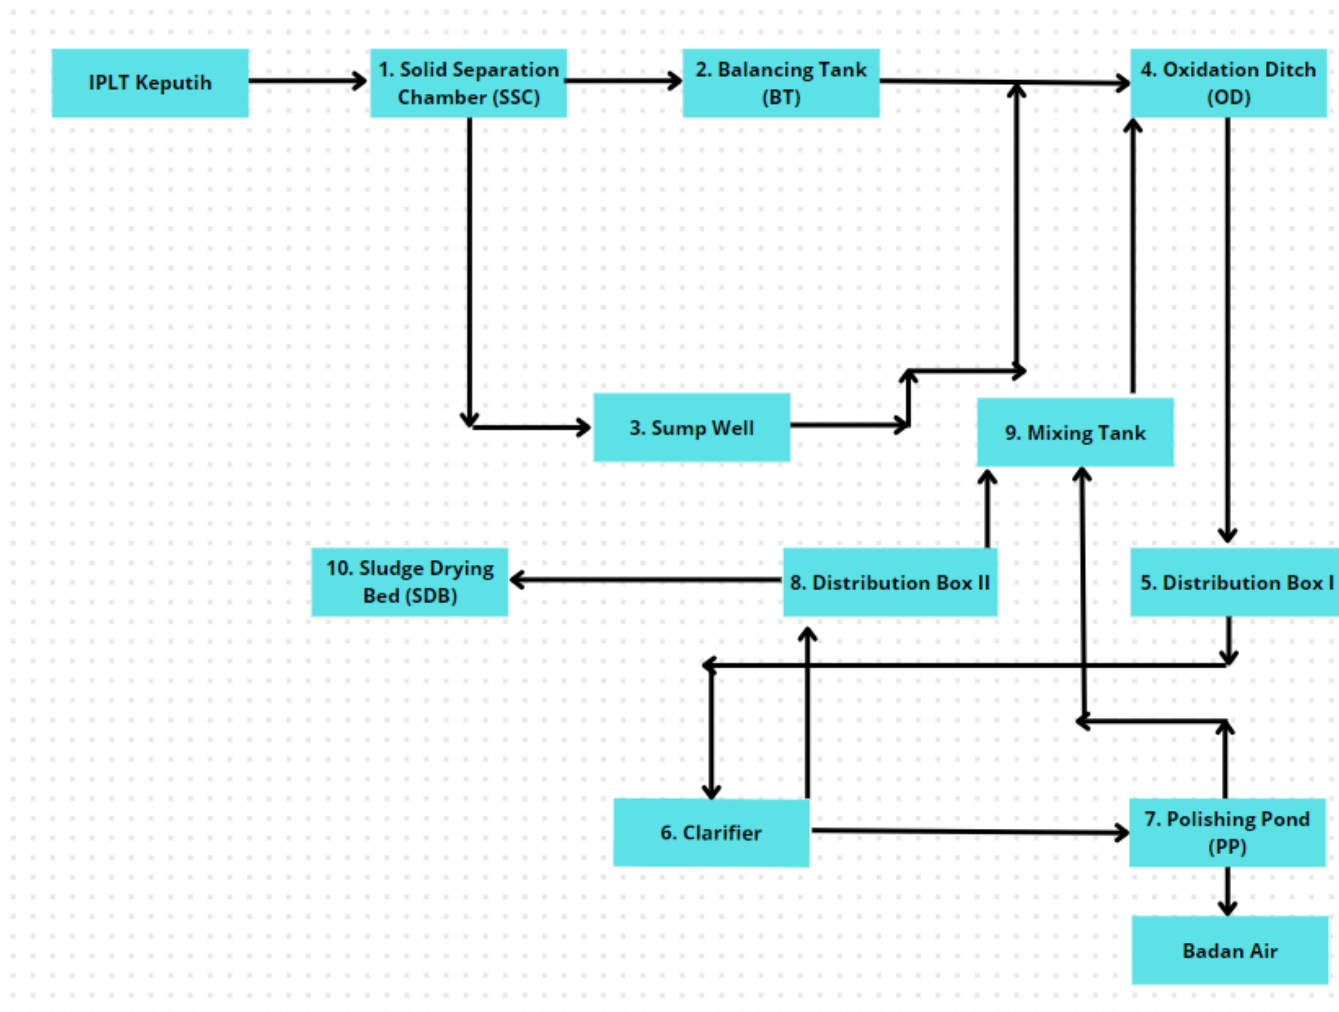 IPLT Keputih
1. Solid Separation
Chamber (SSC)
2. Balancing Tank
(BT)
4. Oxidation Ditch
(OD)
3. Sump Well
9. Mixing Tank
10. Sludge Drying
Bed (SDB)
8. Distribution Box II
5. Distribution Box I
6. Clarifier
7. Polishing Pond
(PP)
Badan Air